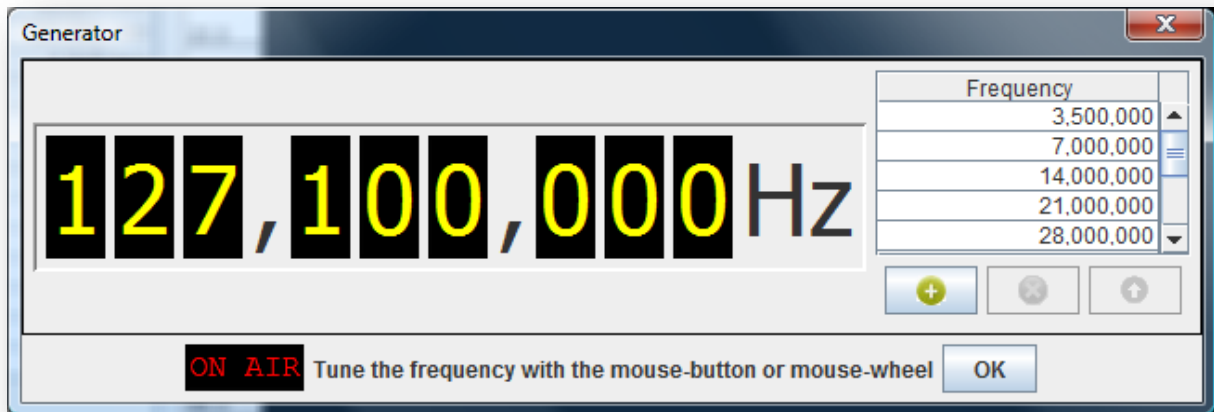 Generator
127,100,000Hz
Frequency
3,500,000
7,000,000
14,000,000
21,000,000
28,000,000
ON AIR Tune the frequency with the mouse-button or mouse-wheel OK